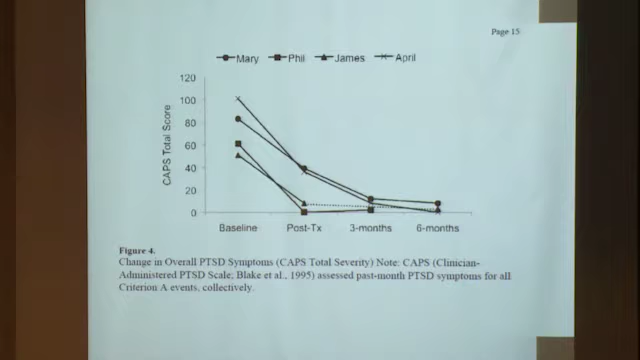 Page 15
Mary Phil James April
120
100
80
60
40
20
0
CAPS Total Score
Baseline Post-Tx 3-months 6-months
Figure 4.
Change in Overall PTSD Symptoms (CAPS Total Severity) Note: CAPS (Clinician-
Administered PTSD Scale; Blake et al., 1995) assessed past-month PTSD symptoms for all
Criterion A events, collectively.